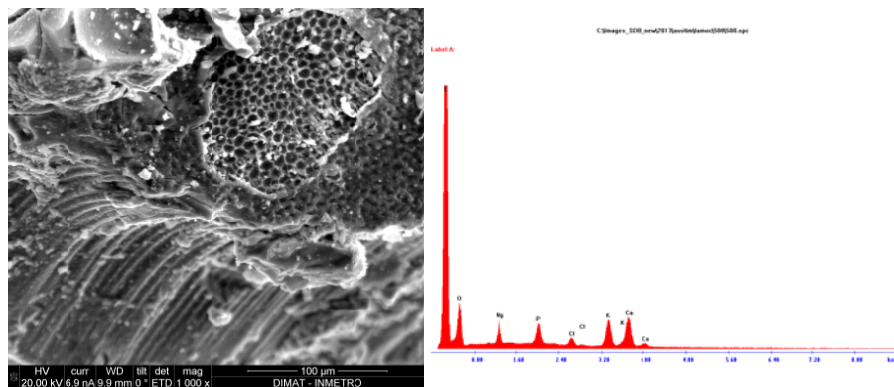 HV curr WD tilt det mag
20.00 kV 6.9 nA 9.9 mm 0 ° ETD 1 000 x
100 µm
DIMAT - INMETRO
Label A:
O
Mg
P
Cl
Cl
K
K
Ca
Ca
0.80 1.60 2.40 3.20 4.00 4.80 5.60 6.40 7.20 8.00